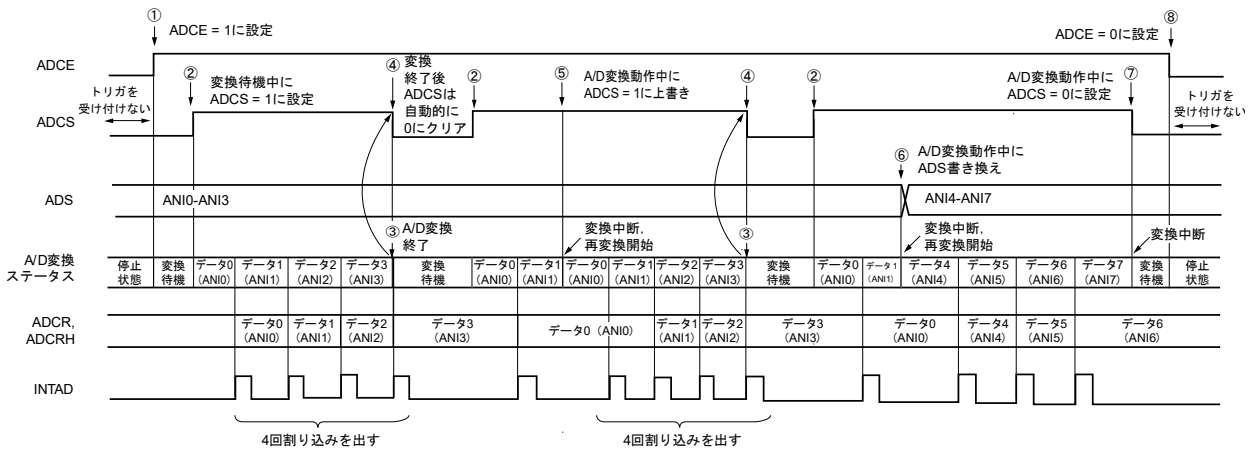 ①
ADCE = 1に設定
⑧
ADCE = 0に設定
ADCE
トリガを
受け付けない
②
変換待機中に
ADCS = 1に設定
④
変換
終了後
ADCSは
自動的に
0にクリア
②
⑤
A/D変換動作中に
ADCS = 1に上書き
④
②
A/D変換動作中に
ADCS = 0に設定
⑦
トリガを
受け付けない
ADCS
⑥
A/D変換動作中に
ADS書き換え
ADS
ANI0-ANI3
ANI4-ANI7
③
A/D変換
終了
変換中断,
再変換開始
③
変換中断,
再変換開始
変換中断
A/D変換
ステータス
停止
状態
変換
待機
データ0
(ANI0)
データ1
(ANI1)
データ2
(ANI2)
データ3
(ANI3)
変換
待機
データ0
(ANI0)
データ1
(ANI1)
データ0
(ANI0)
データ1
(ANI1)
データ2
(ANI2)
データ3
(ANI3)
変換
待機
データ0
(ANI0)
データ1
(ANI1)
データ4
(ANI4)
データ5
(ANI5)
データ6
(ANI6)
データ7
(ANI7)
変換
待機
停止
状態
ADCR,
ADCRH
データ0
(ANI0)
データ1
(ANI1)
データ2
(ANI2)
データ3
(ANI3)
データ0 (ANI0)
データ1
(ANI1)
データ2
(ANI2)
データ3
(ANI3)
データ0
(ANI0)
データ4
(ANI4)
データ5
(ANI5)
データ6
(ANI6)
INTAD
4回割り込みを出す
4回割り込みを出す